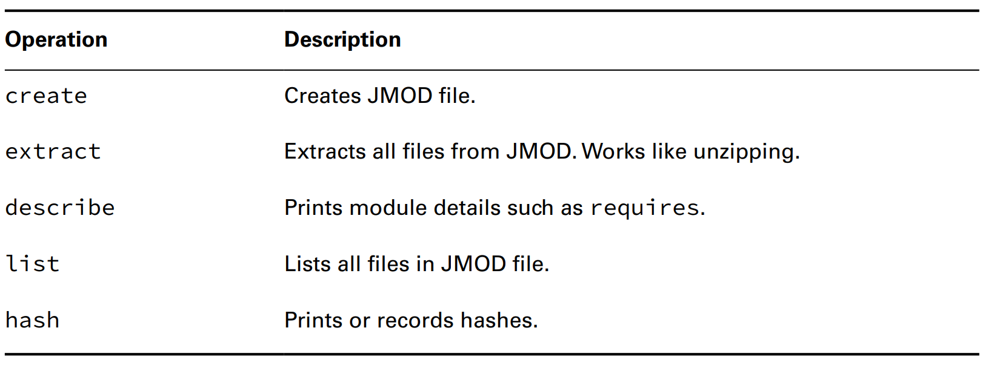 Operation Description
create Creates JMOD file.
extract Extracts all files from JMOD. Works like unzipping.
describe Prints module details such as requires.
list Lists all files in JMOD file.
hash Prints or records hashes.